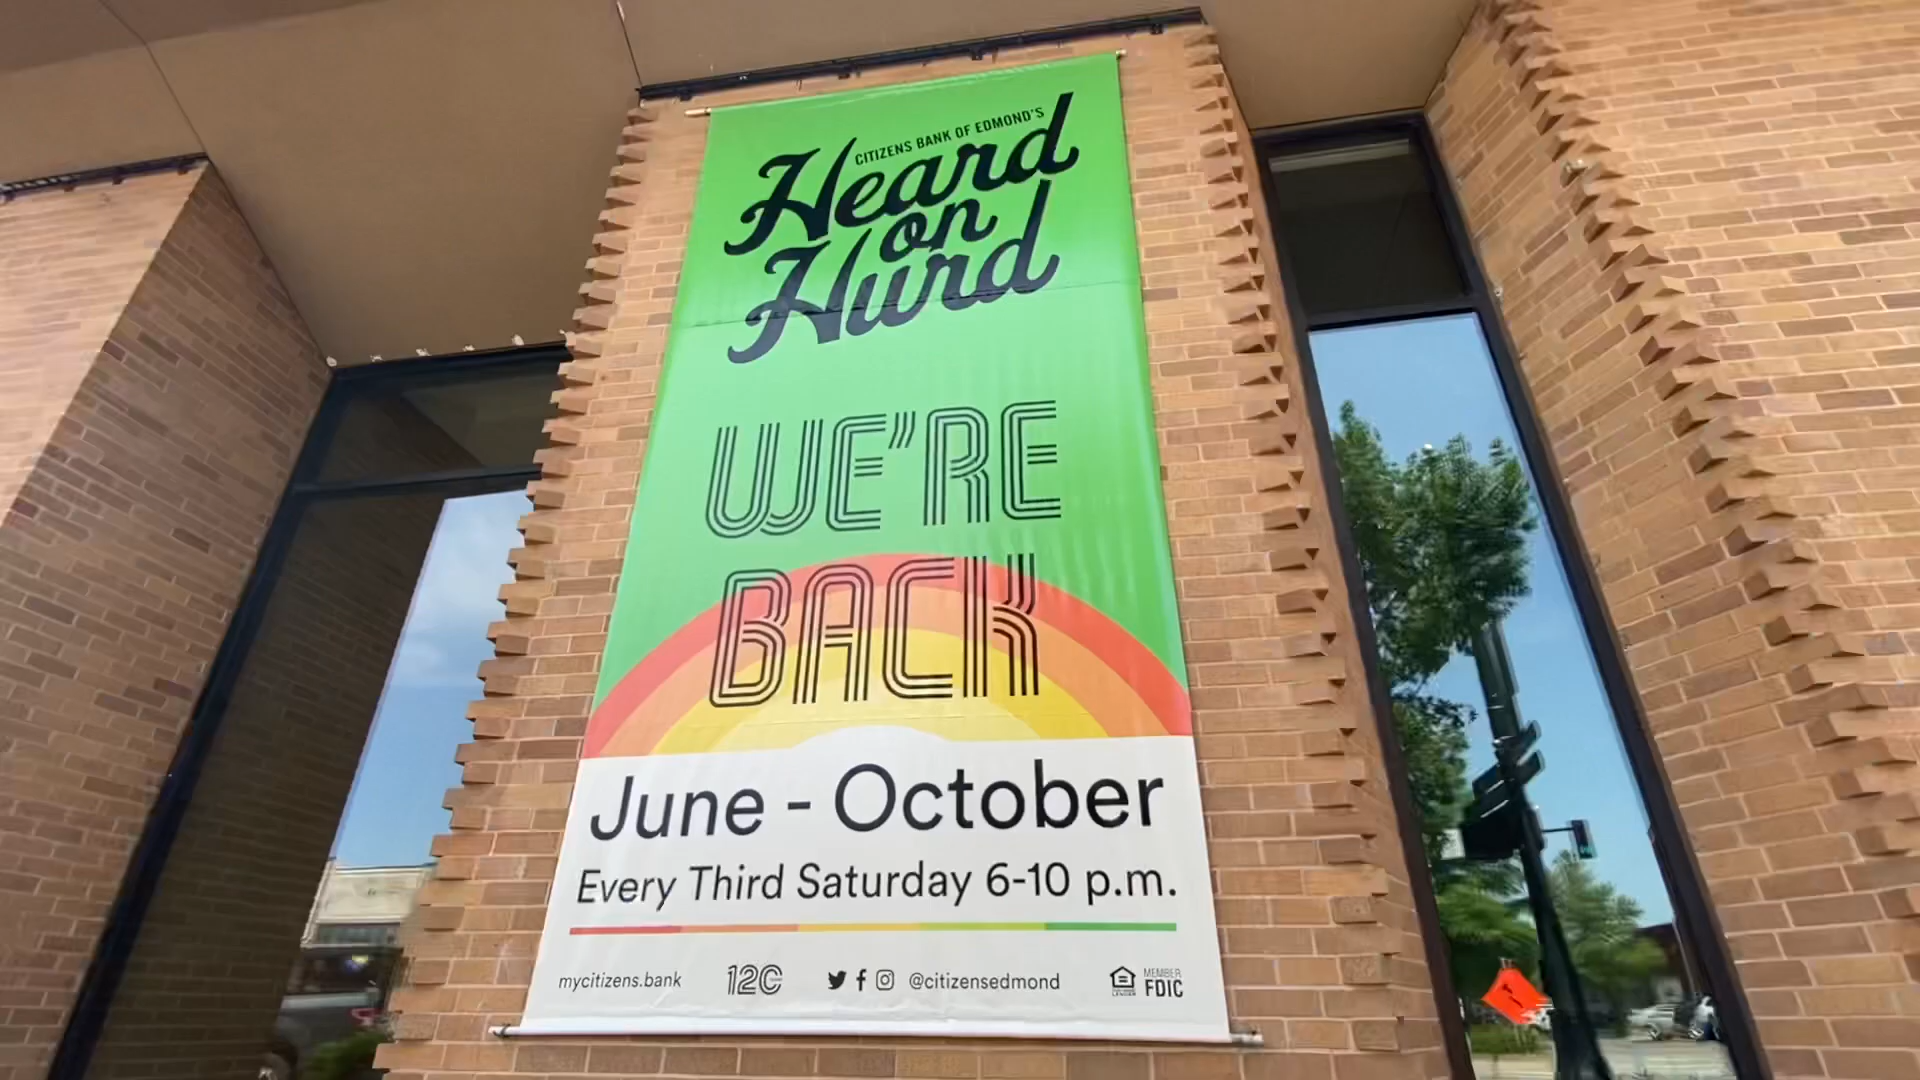 CITIZENS BANK OF EDMOND'S
Heard
on
Hurd
WE'RE
BACK
June - October
Every Third Saturday 6-10 p.m.
mycitizens.bank @citizensedmond MEMBER
FDIC